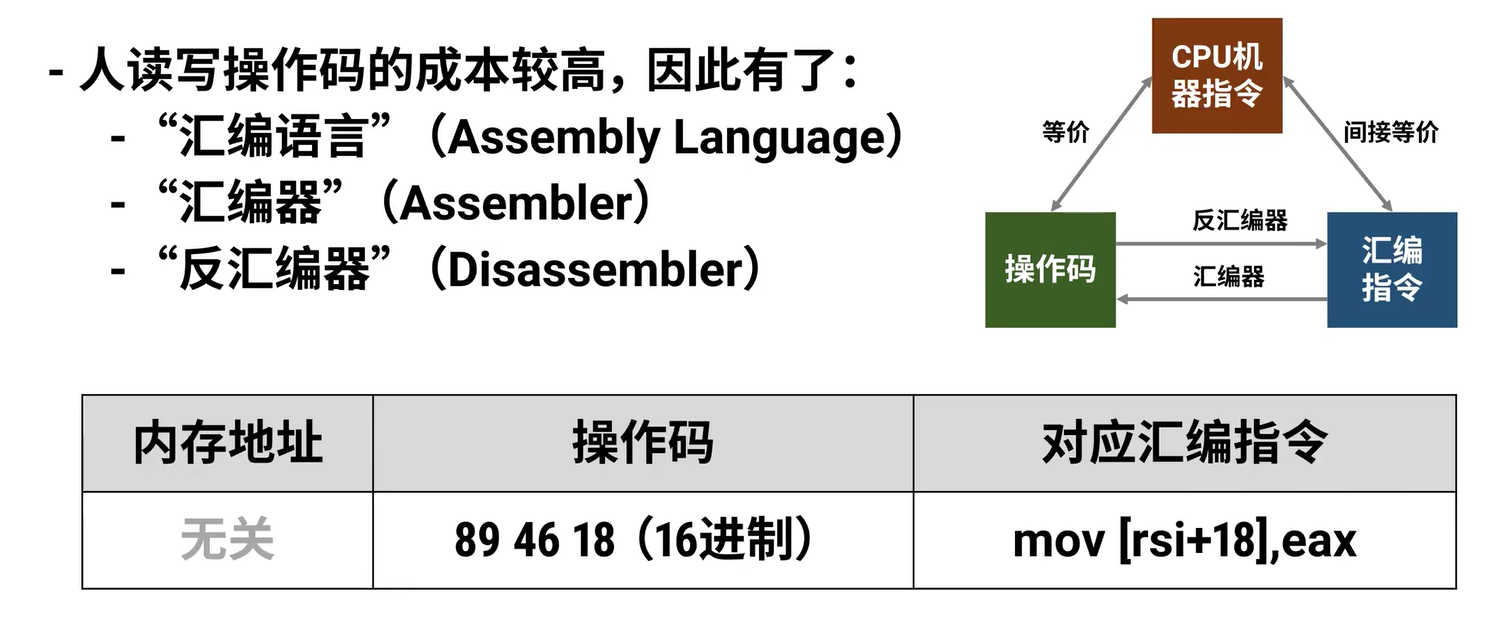 - 人读写操作码的成本较高，因此有了：
- “汇编语言”（Assembly Language）
- “汇编器”（Assembler）
- “反汇编器”（Disassembler）
CPU机
器指令
等价
间接等价
反汇编器
操作码
汇编
指令
汇编器
内存地址 操作码 对应汇编指令
无关 89 46 18（16进制） mov [rsi+18],eax